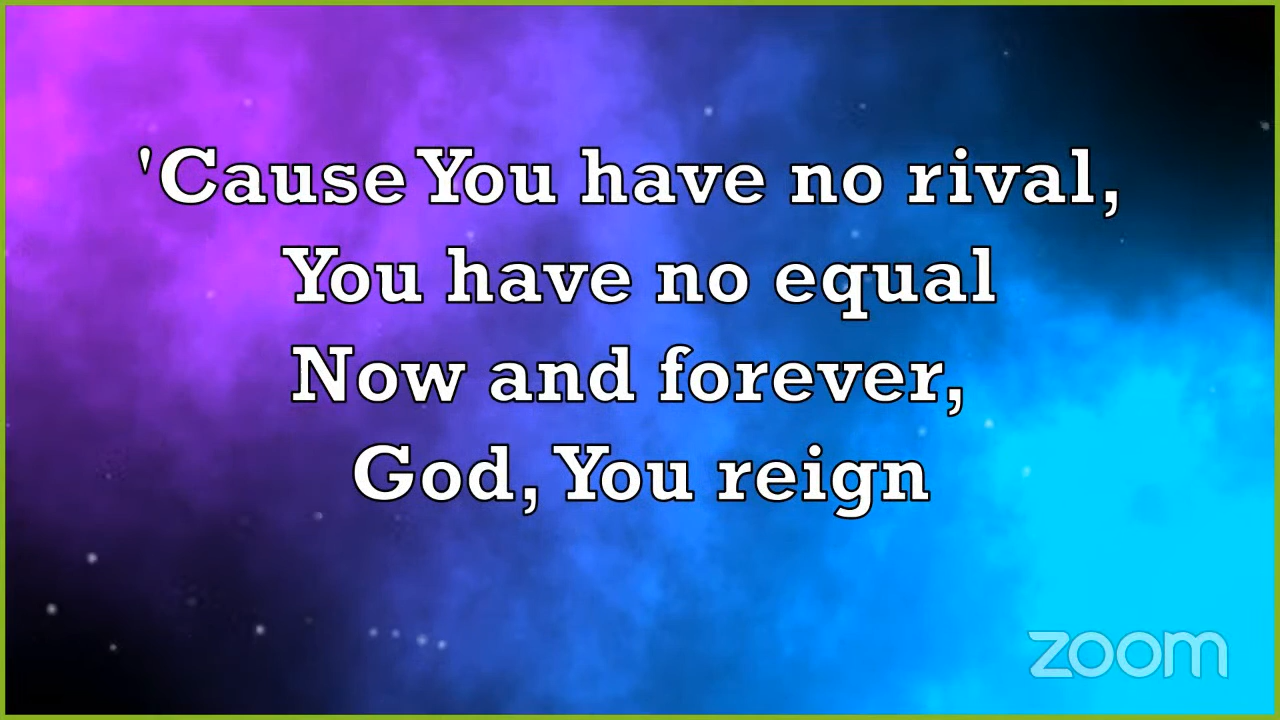 'Cause You have no rival,
You have no equal
Now and forever,
God, You reign
zoom